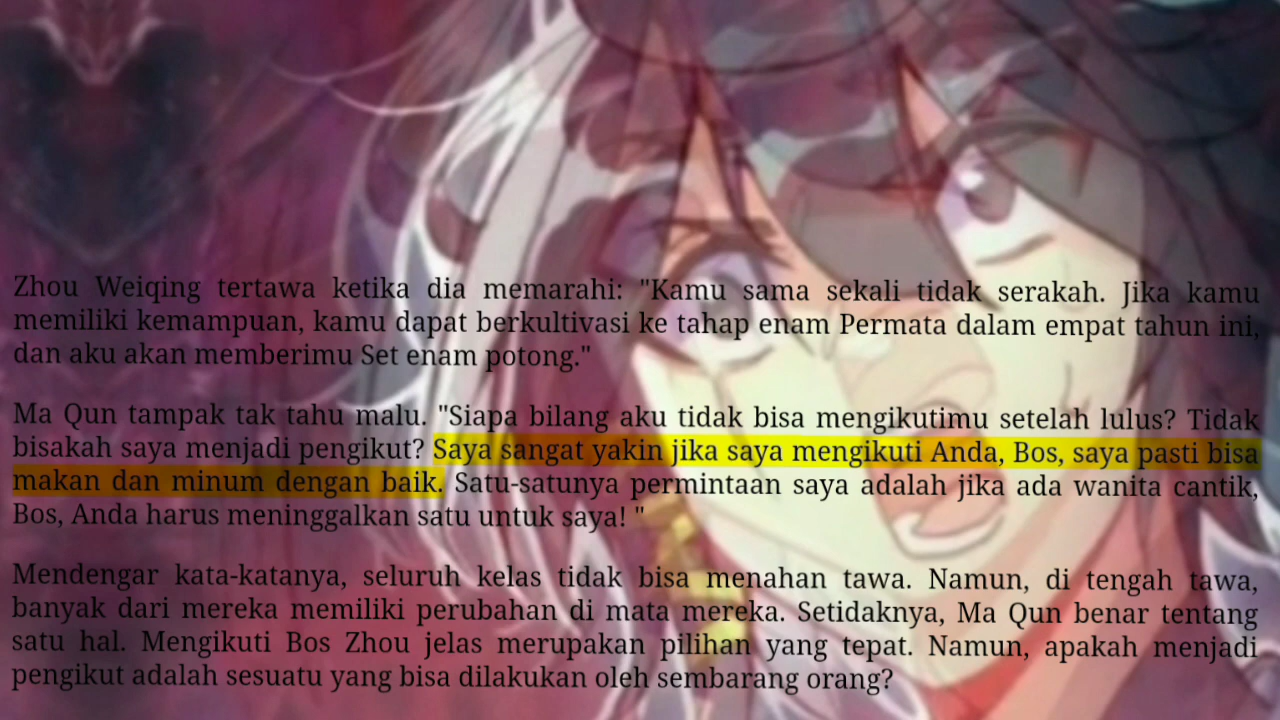 Zhou Weiqing tertawa ketika dia memarahi: "Kamu sama sekali tidak serakah. Jika kamu
memiliki kemampuan, kamu dapat berkultivasi ke tahap enam Permata dalam empat tahun ini,
dan aku akan memberimu Set enam potong."
Ma Qun tampak tak tahu malu. "Siapa bilang aku tidak bisa mengikutimu setelah lulus? Tidak
bisakah saya menjadi pengikut? Saya sangat yakin jika saya mengikuti Anda, Bos, saya pasti bisa
makan dan minum dengan baik. Satu-satunya permintaan saya adalah jika ada wanita cantik,
Bos, Anda harus meninggalkan satu untuk saya! "
Mendengar kata-katanya, seluruh kelas tidak bisa menahan tawa. Namun, di tengah tawa,
banyak dari mereka memiliki perubahan di mata mereka. Setidaknya, Ma Qun benar tentang
satu hal. Mengikuti Bos Zhou jelas merupakan pilihan yang tepat. Namun, apakah menjadi
pengikut adalah sesuatu yang bisa dilakukan oleh sembarang orang?